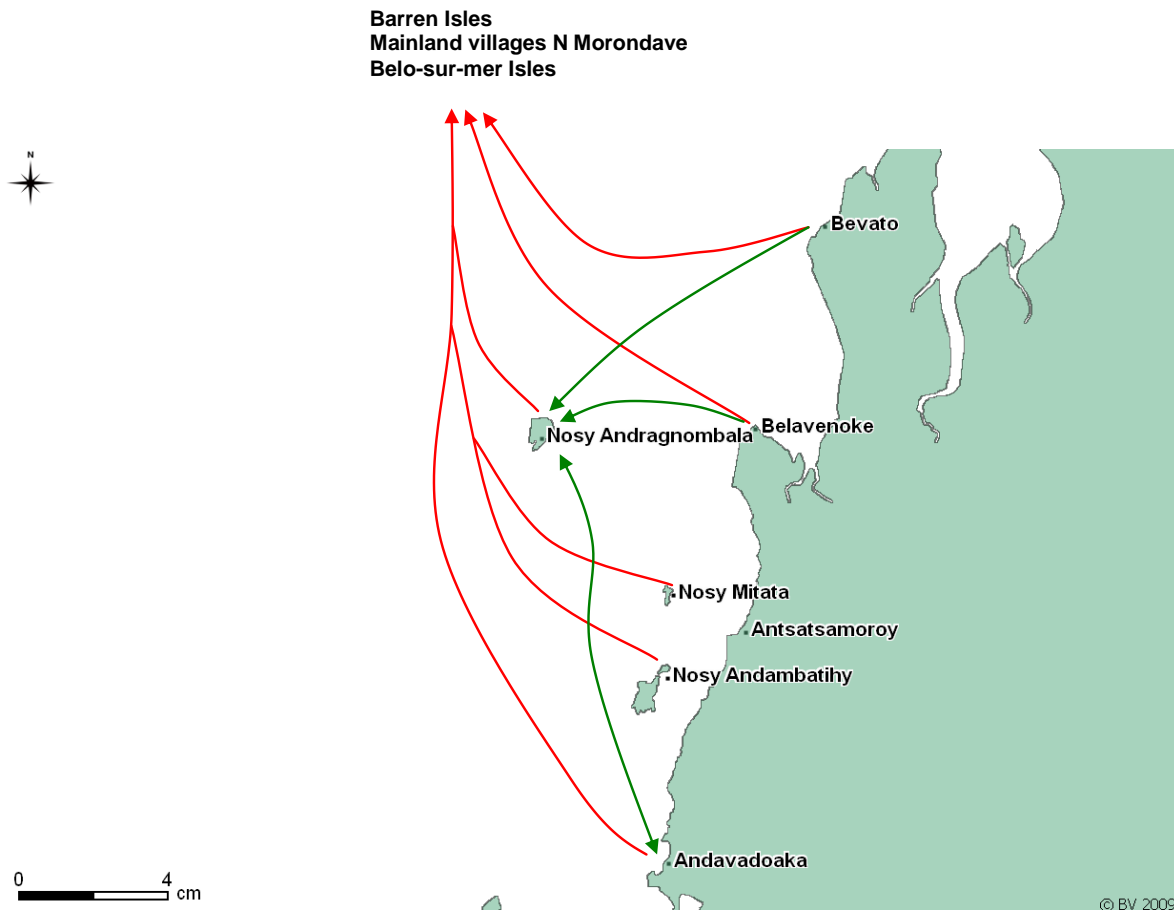 Barren Isles
Mainland villages N Morondave
Belo-sur-mer Isles
N
Bevato
Belavenoke
Nosy Andragnombala
Nosy Mitata
Antsatsamoroy
Nosy Andambatihy
Andavadoaka
0 4
cm
© BV 2009